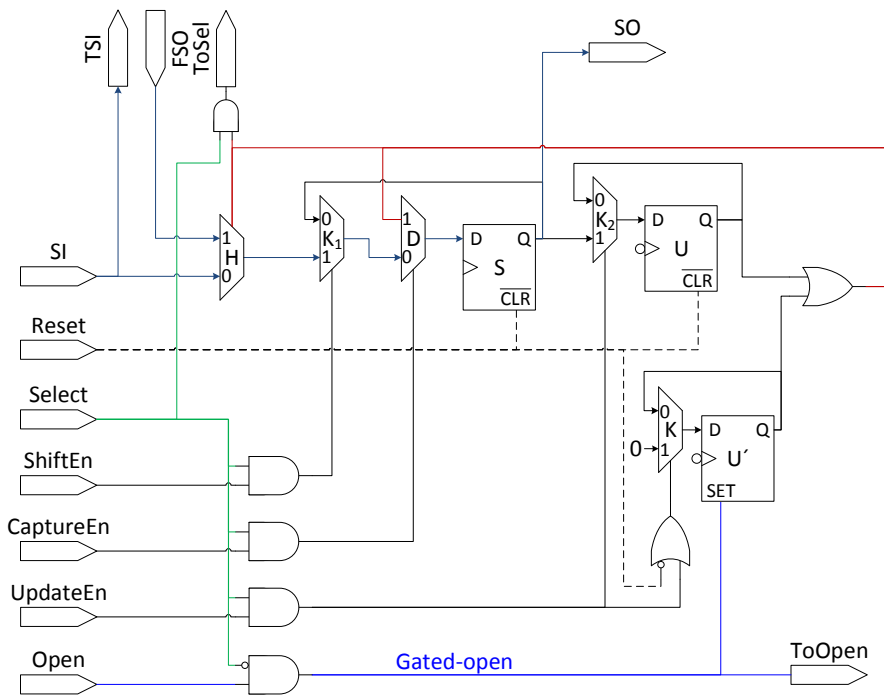 TSI
FSO
ToSel
SO
SI
1
H
0
0
K1
1
1
D
0
D
Q
S
CLR
0
K2
1
D
Q
U
CLR
Reset
Select
ShiftEn
CaptureEn
UpdateEn
Open
0
K
0
1
D
Q
U´
SET
Gated-open
ToOpen